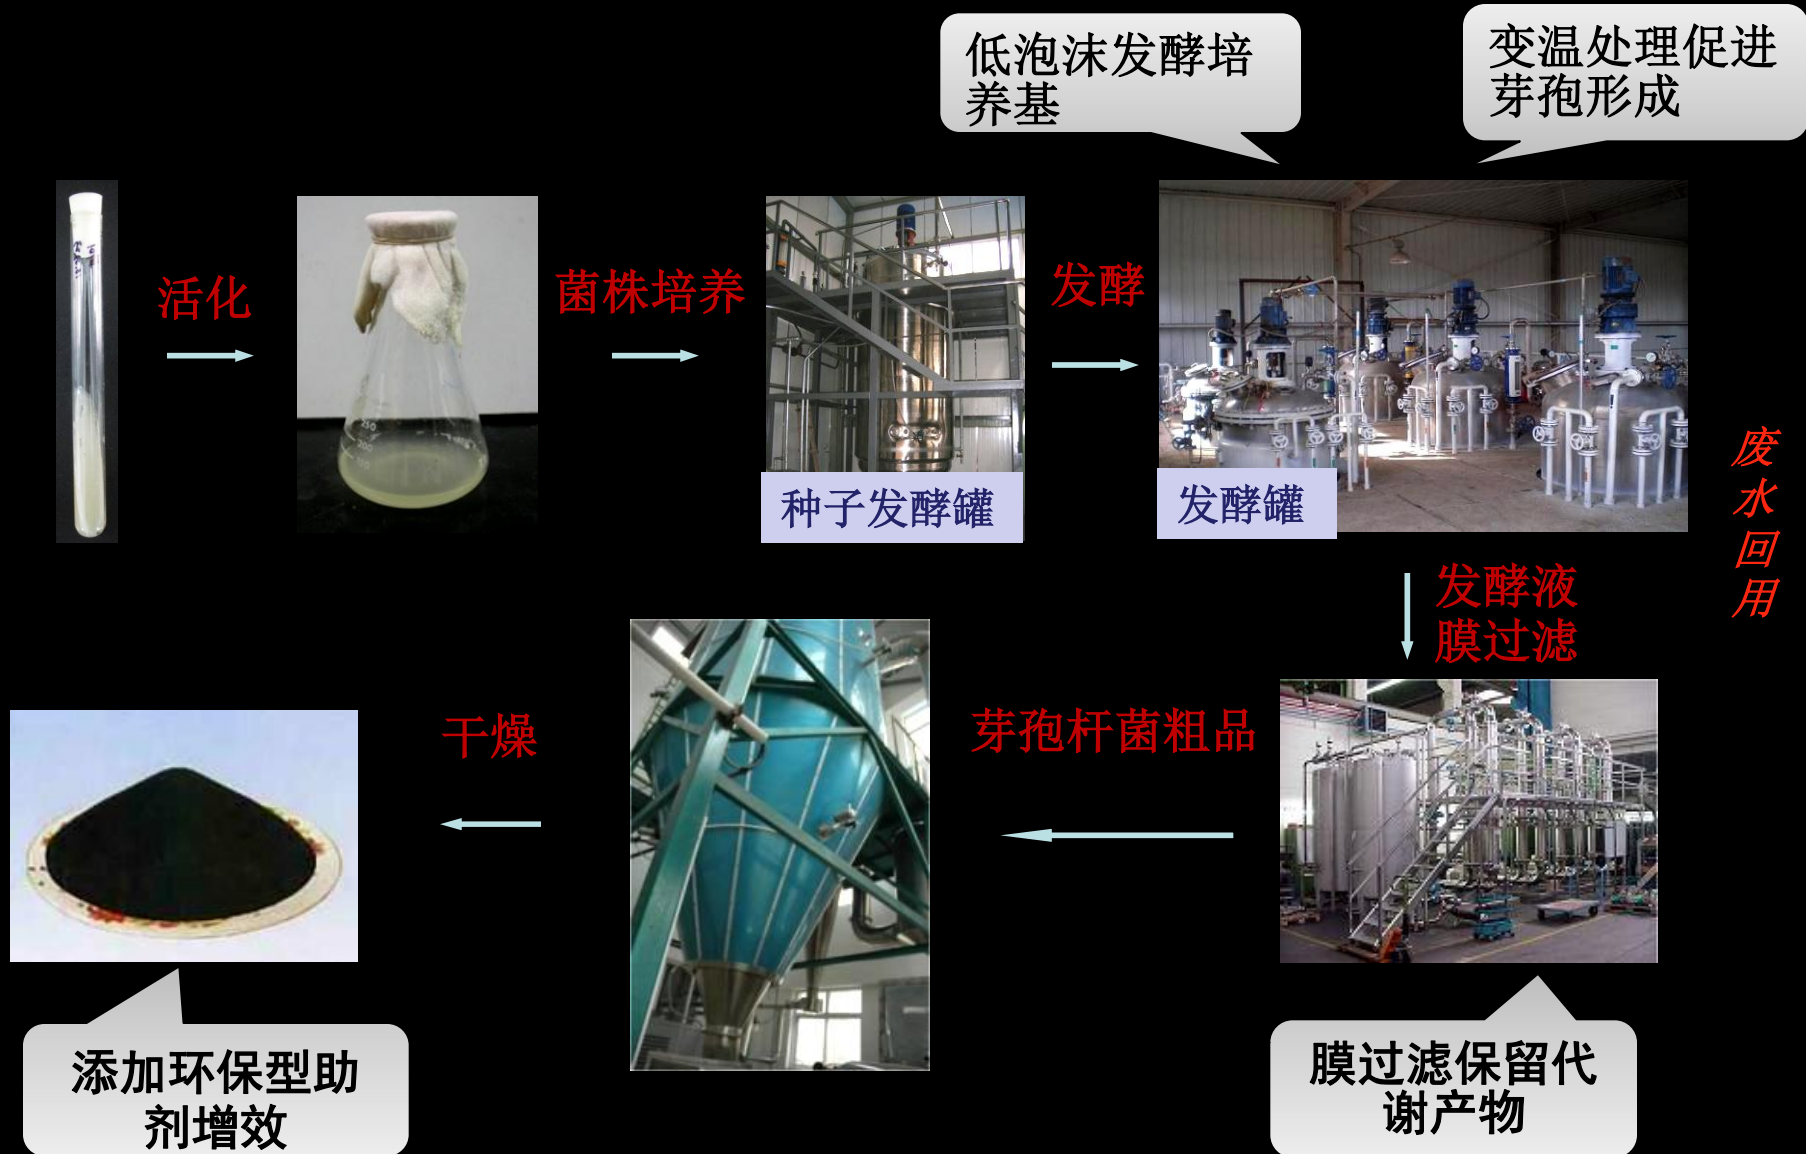 低泡沫发酵培
养基
变温处理促进
芽孢形成
活化
菌株培养
发酵
种子发酵罐
发酵罐
废
水
回
用
发酵液
膜过滤
芽孢杆菌粗品
干燥
添加环保型助
剂增效
膜过滤保留代
谢产物